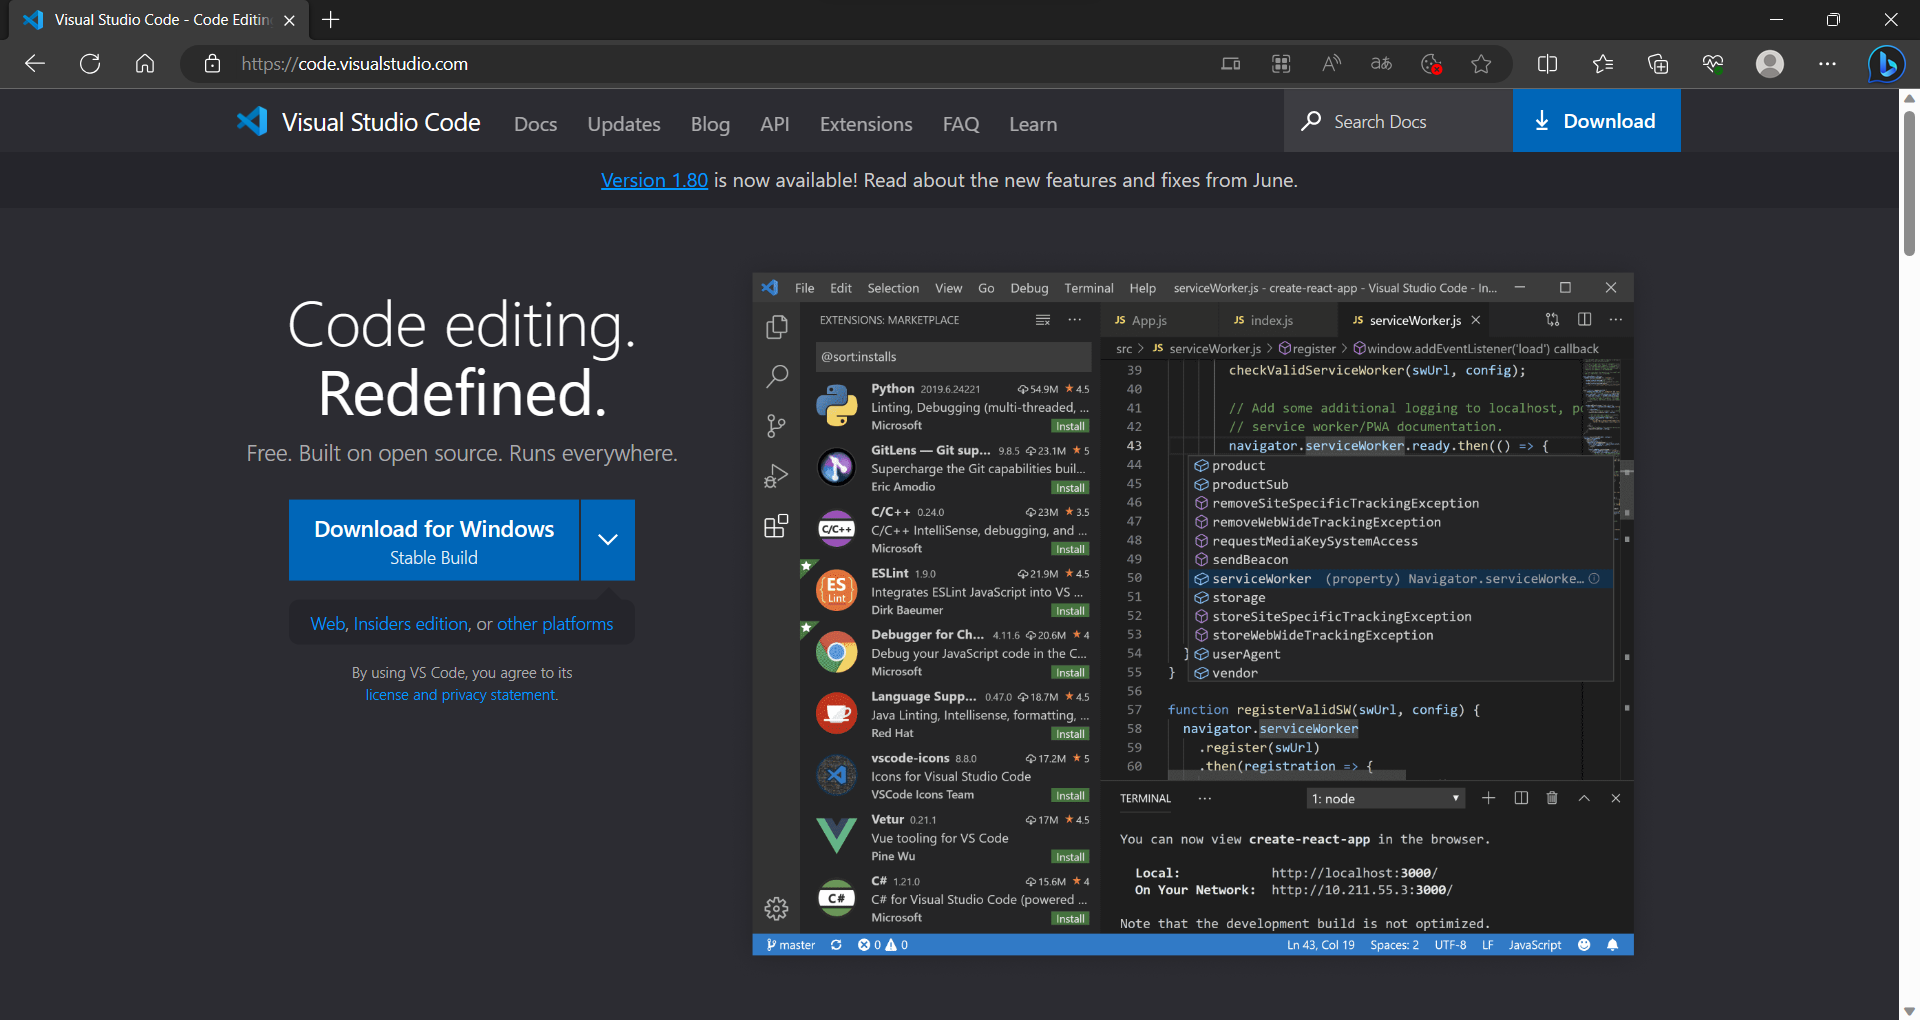 Visual Studio Code - Code Editin
https://code.visualstudio.com
Visual Studio Code Docs Updates Blog API Extensions FAQ Learn Search Docs Download
Version 1.80 is now available! Read about the new features and fixes from June.
Code editing.
Redefined.
Free. Built on open source. Runs everywhere.
Download for Windows
Stable Build
Web, Insiders edition, or other platforms
By using VS Code, you agree to its
license and privacy statement.
File Edit Selection View Go Debug Terminal Help serviceWorker.js - create-react-app - Visual Studio Code - In...
EXTENSIONS: MARKETPLACE
@sort:installs
Python 2019.6.24221 54.9M ★4.5
Linting, Debugging (multi-threaded, ...
Microsoft Install
GitLens — Git sup... 9.8.5 23.1M ★5
Supercharge the Git capabilities buil...
Eric Amodio Install
C/C++ C/C++ 0.24.0 23M ★3.5
C/C++ IntelliSense, debugging, and ...
Microsoft Install
ES Lint ESLint 1.9.0 21.9M ★4.5
Integrates ESLint JavaScript into VS ...
Dirk Baeumer Install
Debugger for Ch... 4.11.6 20.6M ★4
Debug your JavaScript code in the C...
Microsoft Install
Language Supp... 0.47.0 18.7M ★4.5
Java Linting, Intellisense, formatting, ...
Red Hat Install
vscode-icons 8.8.0 17.2M ★5
Icons for Visual Studio Code
VSCode Icons Team Install
Vetur 0.21.1 17M ★4.5
Vue tooling for VS Code
Pine Wu Install
C# C# 1.21.0 15.6M ★4
C# for Visual Studio Code (powered ...
Microsoft Install
JS App.js JS index.js JS serviceWorker.js
src > JS serviceWorker.js > register > window.addEventListener('load') callback
39 checkValidServiceWorker(swUrl, config);
40
41 // Add some additional logging to localhost, p
42 // service worker/PWA documentation.
43 navigator.serviceWorker.ready.then(() => {
44 product
45 productSub
46 removeSiteSpecificTrackingException
47 removeWebWideTrackingException
48 requestMediaKeySystemAccess
49 sendBeacon
50 serviceWorker (property) Navigator.serviceWorke...
51 storage
52 storeSiteSpecificTrackingException
53 storeWebWideTrackingException
54 } userAgent
55 } vendor
56
57 function registerValidSW(swUrl, config) {
58 navigator.serviceWorker
59 .register(swUrl)
60 .then(registration => {
TERMINAL ... 1: node
You can now view create-react-app in the browser.
Local: http://localhost:3000/
On Your Network: http://10.211.55.3:3000/
Note that the development build is not optimized.
master 0 0 Ln 43, Col 19 Spaces: 2 UTF-8 LF JavaScript